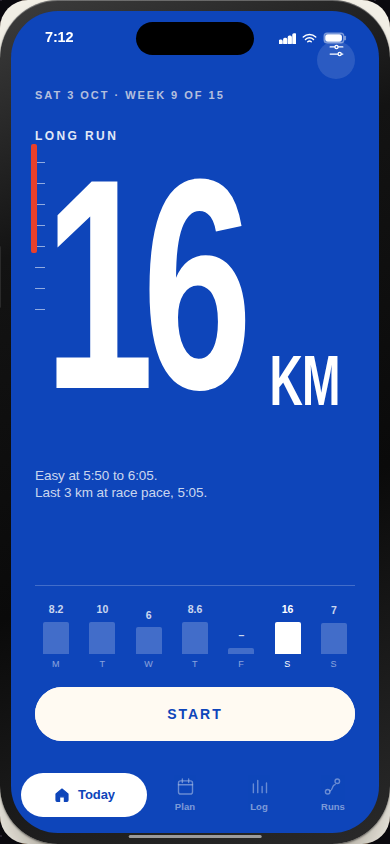 7:12
SAT 3 OCT · WEEK 9 OF 15
LONG RUN
16 KM
Easy at 5:50 to 6:05.
Last 3 km at race pace, 5:05.
8.2 10 6 8.6 – 16 7
M T W T F S S
START
Today Plan Log Runs